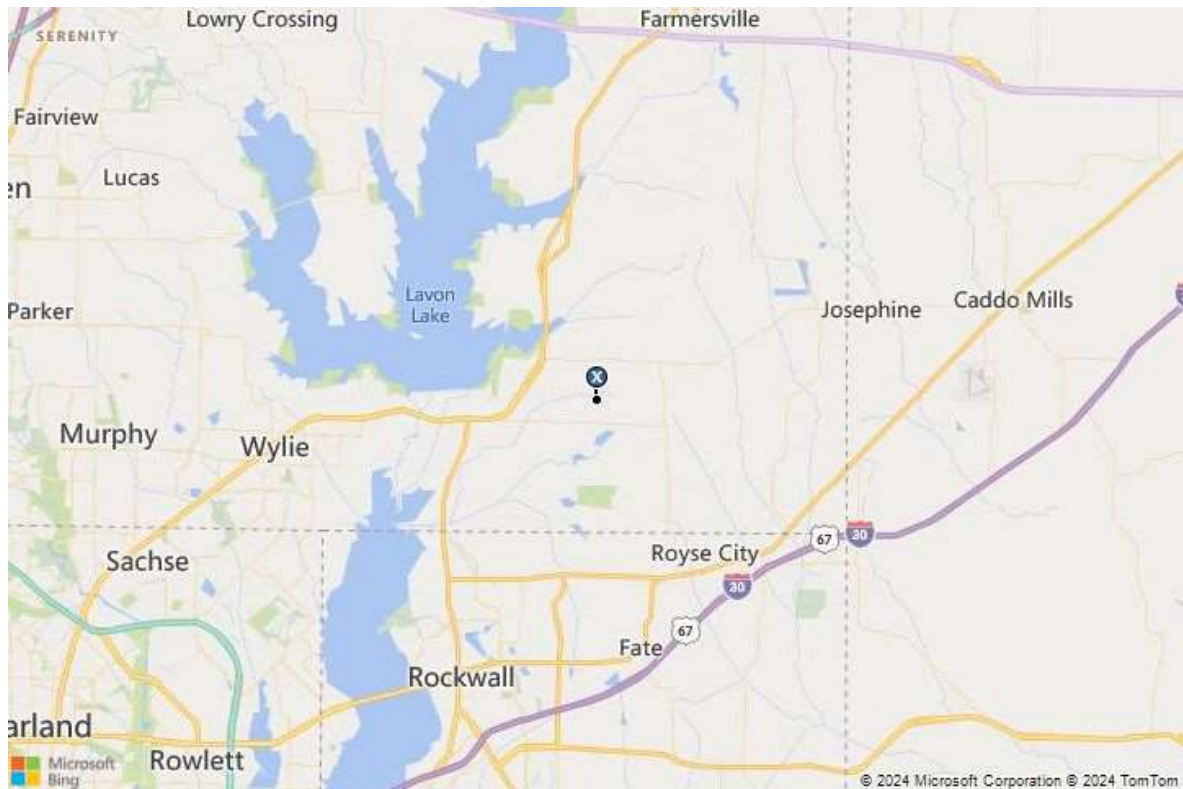 Lowry Crossing
Farmersville
SERENITY
Fairview
Lucas
en
Lavon
Lake
Parker
Josephine
Caddo Mills
X
Murphy
Wylie
67
30
Sachse
Royse City
30
67
Fate
Rockwall
arland
Rowlett
Microsoft
Bing
© 2024 Microsoft Corporation © 2024 TomTom